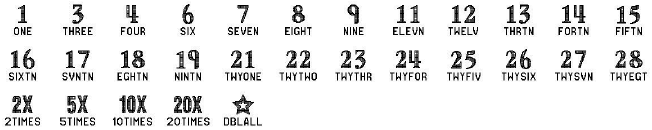 1 3 4 6 7 8 9 11 12 13 14 15
ONE THREE FOUR SIX SEVEN EIGHT NINE ELEVN TWELV THRTN FORTN FIFTN
16 17 18 19 21 22 23 24 25 26 27 28
SIXTN SVNTN EGHTN NINTN TWYONE TWYTWO TWYTHR TWYFOR TWYFIV TWYSIX TWYSVN TWYEGT
2X 5X 10X 20X
2TIMES 5TIMES 10TIMES 20TIMES DBLALL